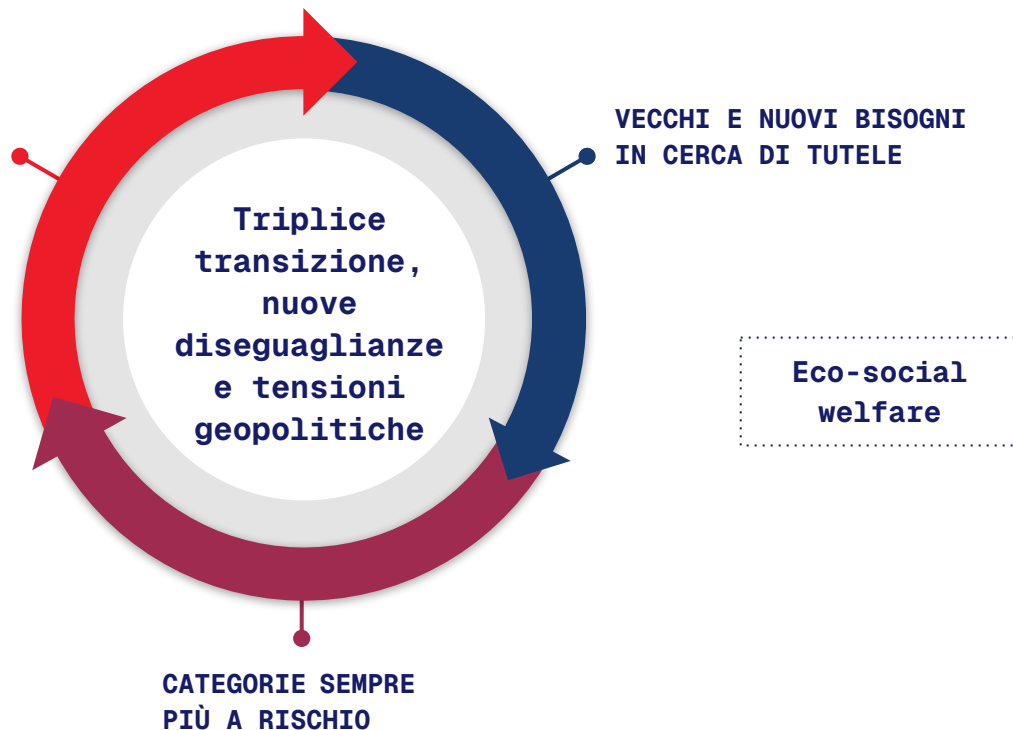 VECCHI E NUOVI BISOGNI
IN CERCA DI TUTELE
Triplice
transizione,
nuove
diseguaglianze
e tensioni
geopolitiche
Eco-social
welfare
CATEGORIE SEMPRE
PIÙ A RISCHIO